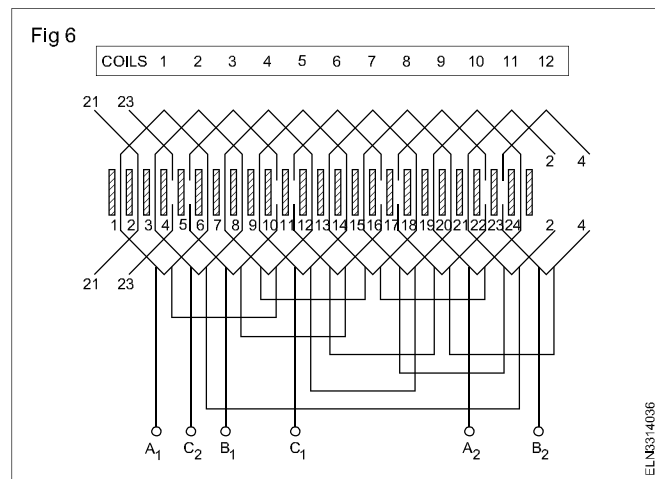 Fig 6
COILS 1 2 3 4 5 6 7 8 9 10 11 12
21 23
2 4
1 2 3 4 5 6 7 8 9 10 11 12 13 14 15 16 17 18 19 20 21 22 23 24 2 4
21 23
A1 C2 B1 C1 A2 B2
ELN3314036